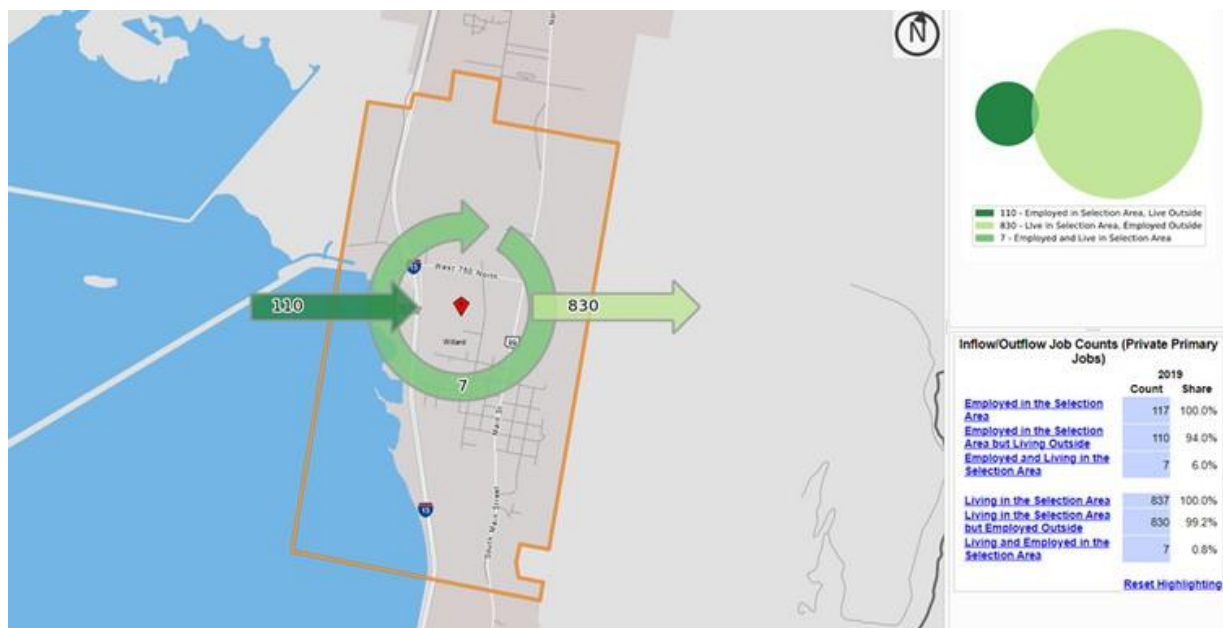 N
15
West 750 North
110
830
Willard
7
Main St
15
South Main Street
110 - Employed in Selection Area, Live Outside
830 - Live in Selection Area, Employed Outside
7 - Employed and Live in Selection Area
Inflow/Outflow Job Counts (Private Primary
Jobs)
2019
Count Share
Employed in the Selection
Area 117 100.0%
Employed in the Selection
Area but Living Outside 110 94.0%
Employed and Living in the
Selection Area 7 6.0%
Living in the Selection Area 837 100.0%
Living in the Selection Area
but Employed Outside 830 99.2%
Living and Employed in the
Selection Area 7 0.8%
Reset Highlighting